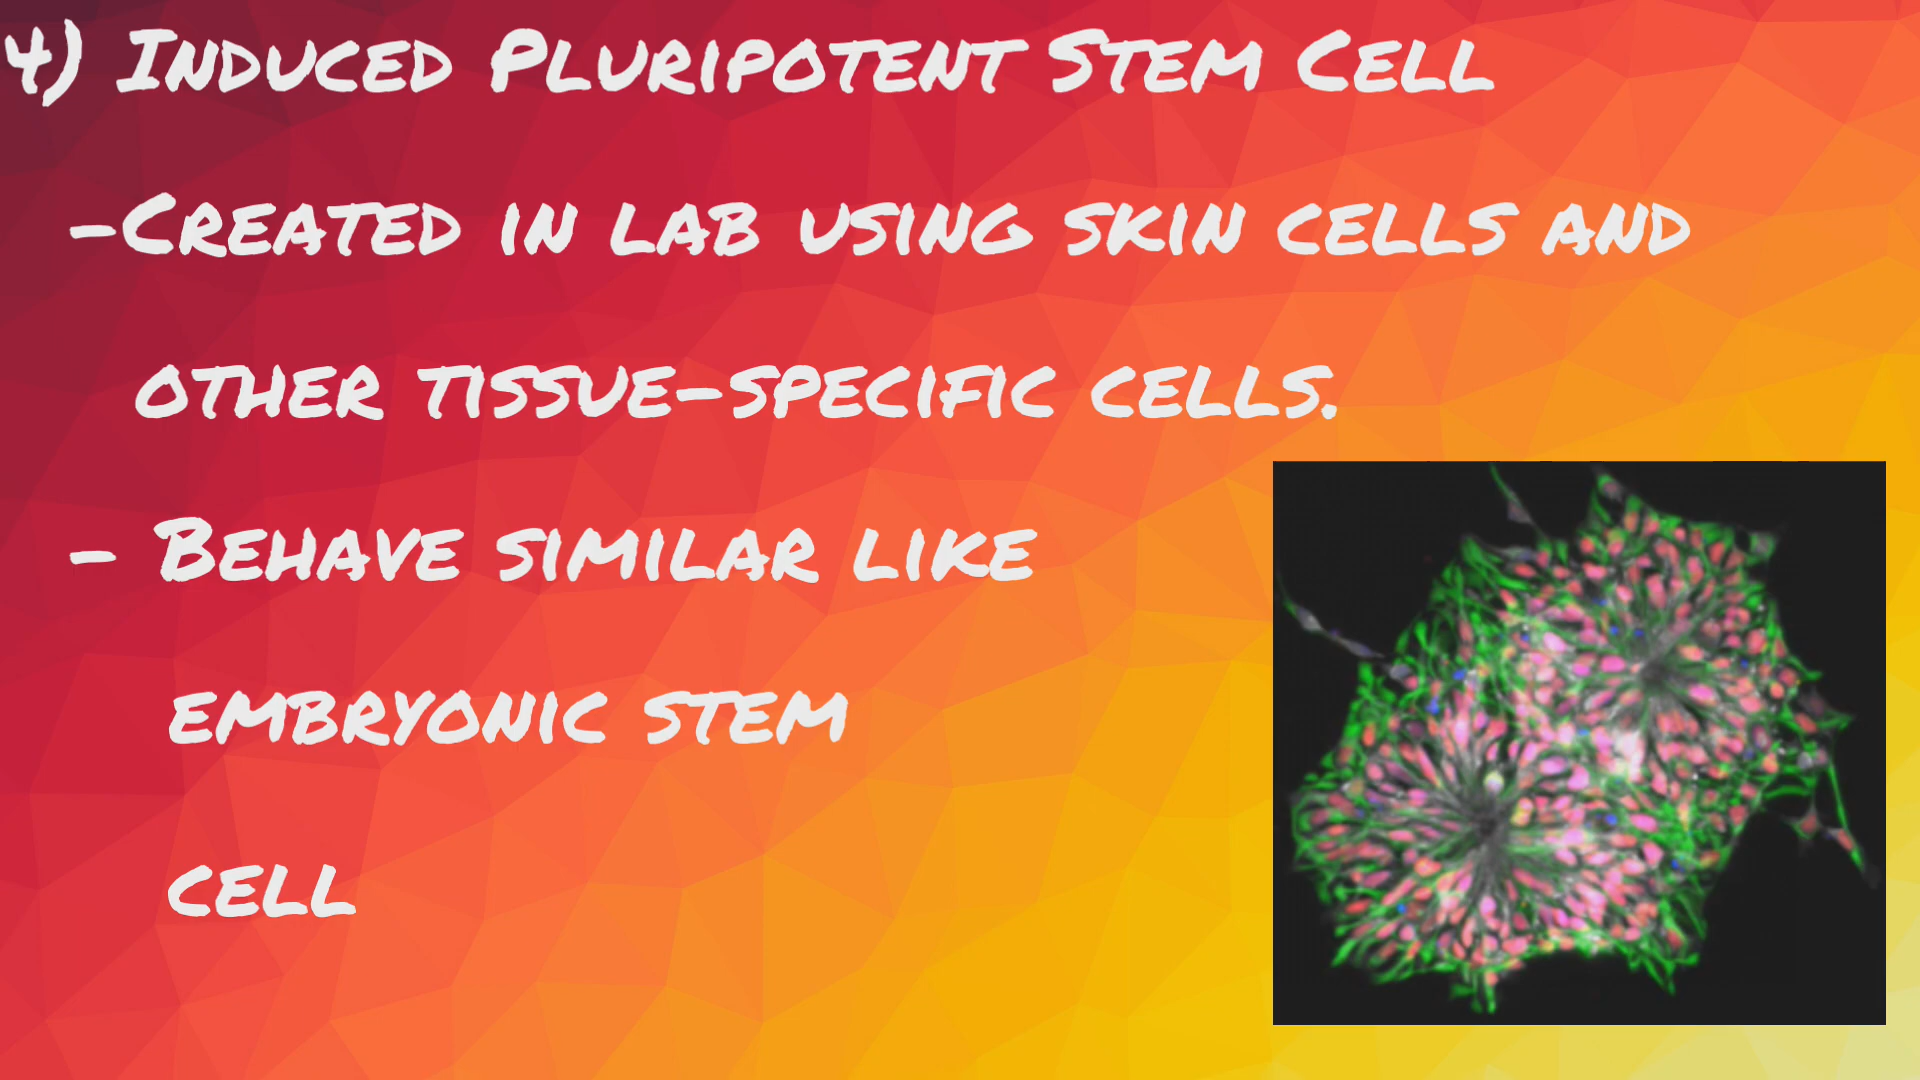 4) Induced Pluripotent Stem Cell
-Created in lab using skin cells and
other tissue-specific cells.
- Behave similar like
embryonic stem
cell